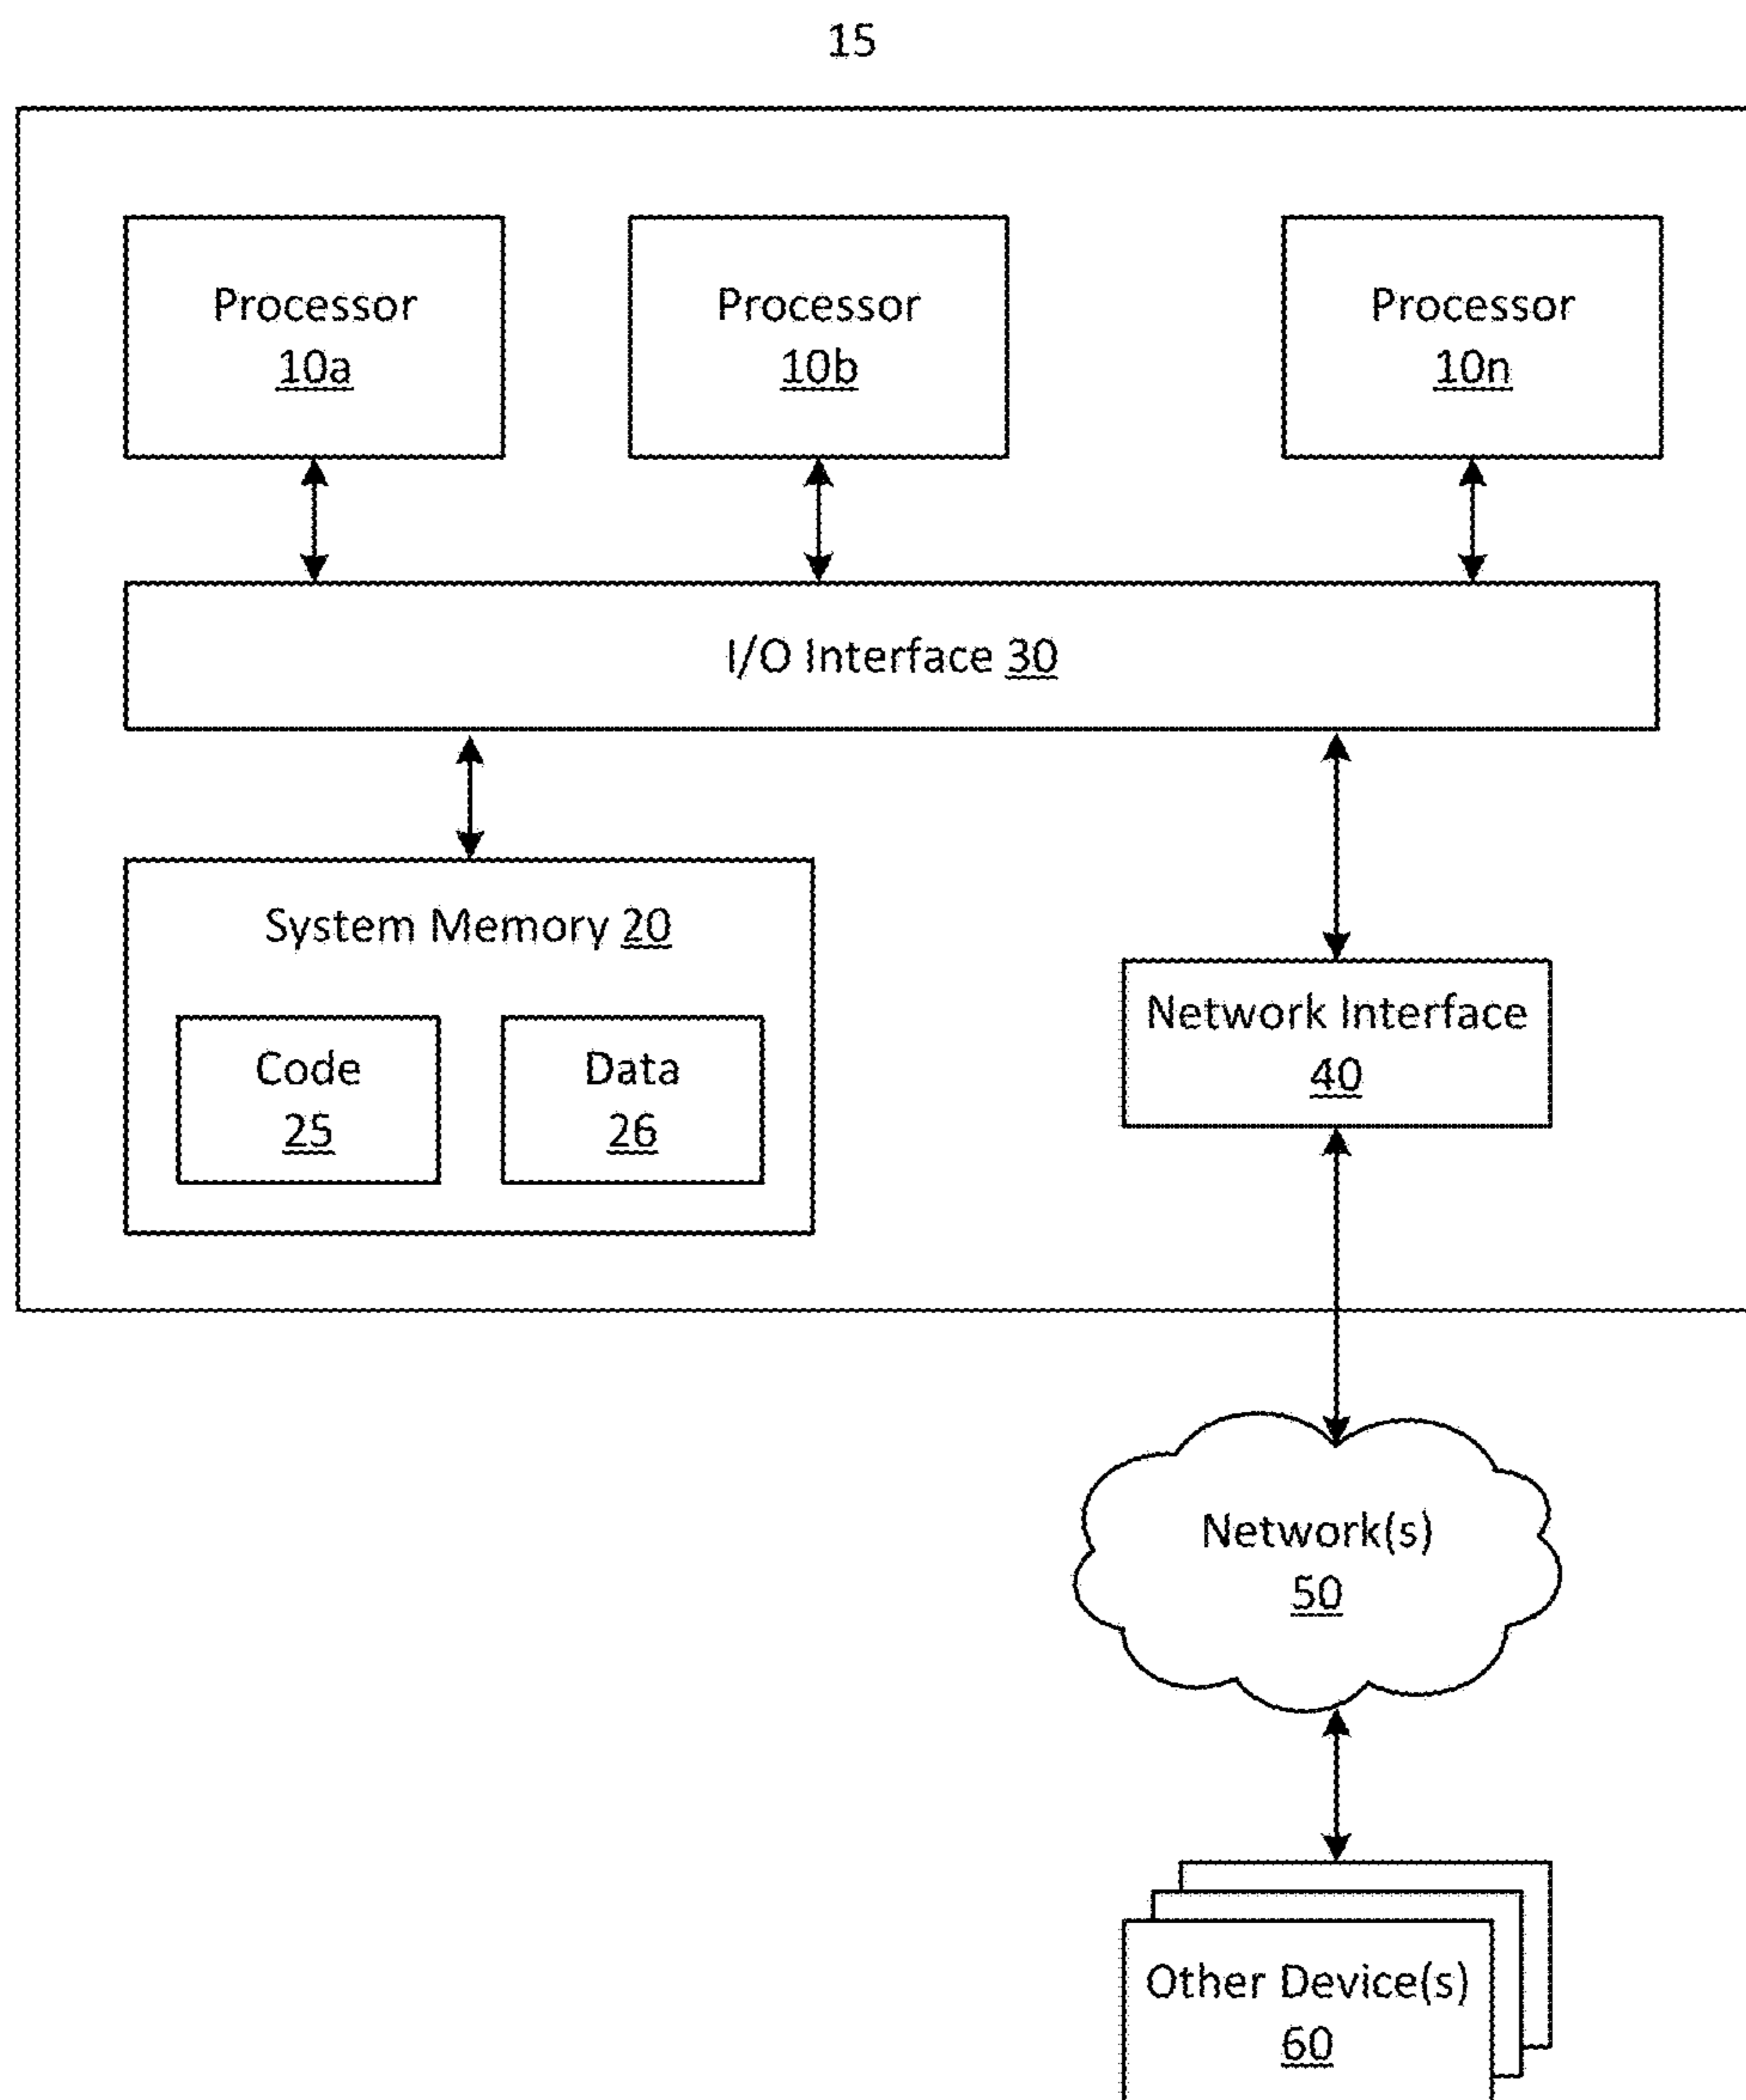 15
Processor
10a
Processor
10b
Processor
10n
I/O Interface 30
System Memory 20
Code
25
Data
26
Network Interface
40
Network(s)
50
Other Device(s)
60